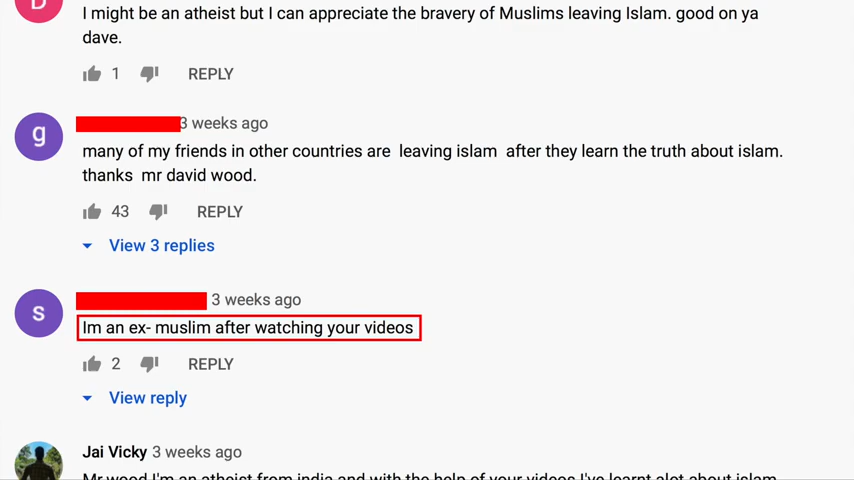 D
I might be an atheist but I can appreciate the bravery of Muslims leaving Islam. good on ya
dave.
1 REPLY
g
3 weeks ago
many of my friends in other countries are leaving islam after they learn the truth about islam.
thanks mr david wood.
43 REPLY
View 3 replies
s
3 weeks ago
Im an ex- muslim after watching your videos
2 REPLY
View reply
Jai Vicky 3 weeks ago
Mr wood I'm an atheist from india and with the help of your videos I've learnt alot about islam